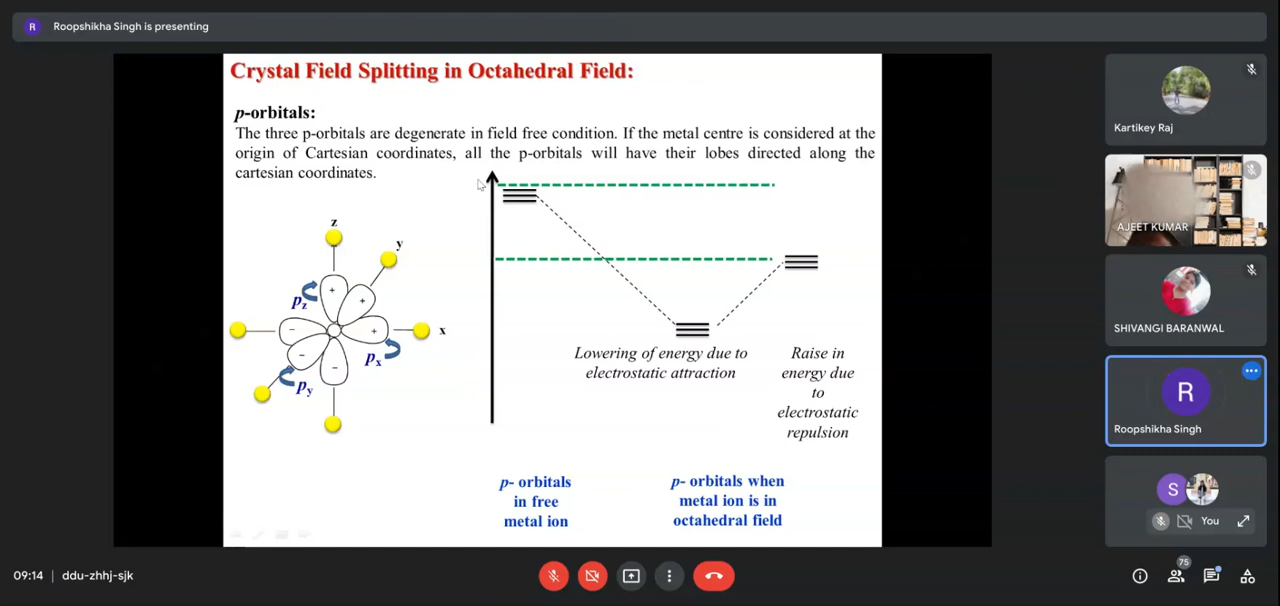 R Roopshikha Singh is presenting
Crystal Field Splitting in Octahedral Field:
p-orbitals:
The three p-orbitals are degenerate in field free condition. If the metal centre is considered at the
origin of Cartesian coordinates, all the p-orbitals will have their lobes directed along the
cartesian coordinates.
z
y
+
pz
+
−
+
x
px
−
−
py
Lowering of energy due to
electrostatic attraction
Raise in
energy due
to
electrostatic
repulsion
p- orbitals
in free
metal ion
p- orbitals when
metal ion is in
octahedral field
Kartikey Raj
AJEET KUMAR
SHIVANGI BARANWAL
R
Roopshikha Singh
S
You
09:14 | ddu-zhhj-sjk
75